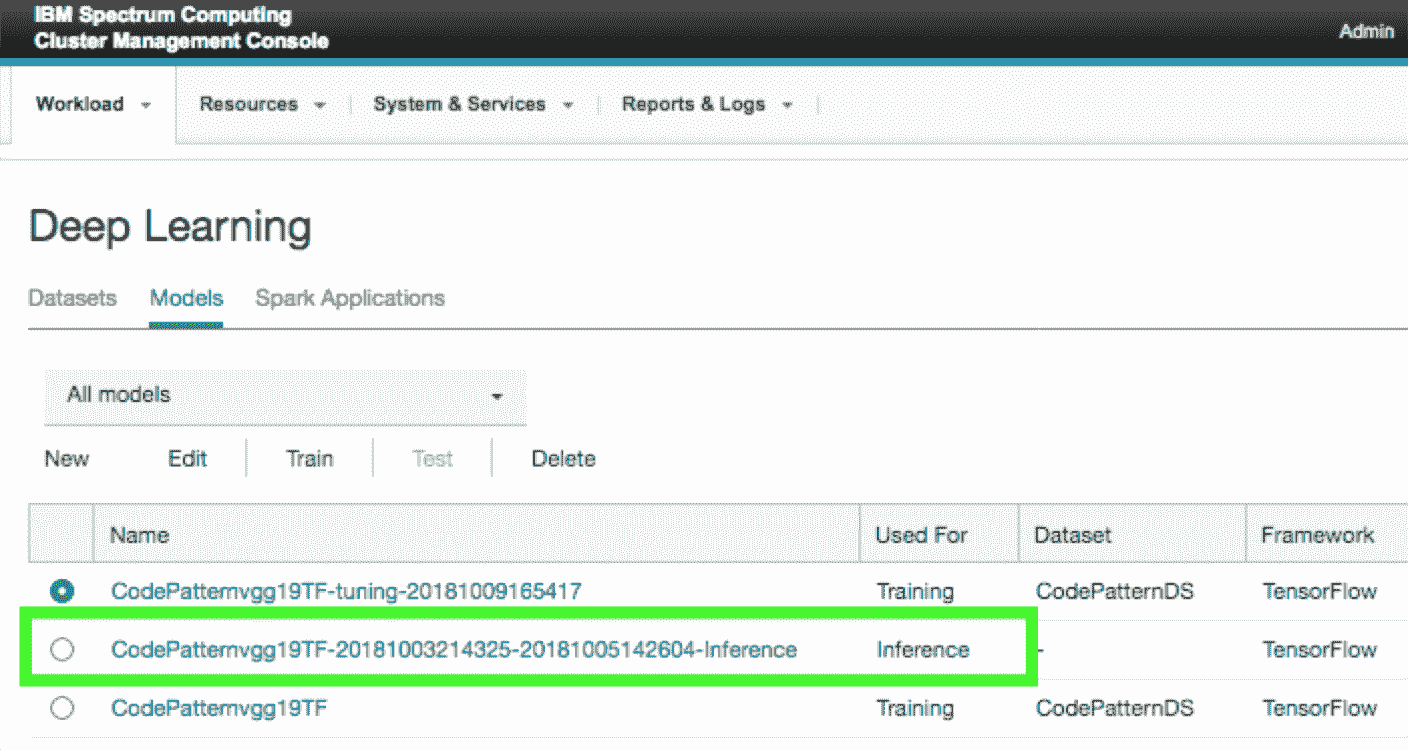 IBM Spectrum Computing
Cluster Management Console
Admin
Workload Resources System & Services Reports & Logs
Deep Learning
Datasets Models Spark Applications
All models
New Edit Train Test Delete
Name Used For Dataset Framework
CodePatternvgg19TF-tuning-20181009165417 Training CodePatternDS TensorFlow
CodePatternvgg19TF-20181003214325-20181005142604-Inference Inference - TensorFlow
CodePatternvgg19TF Training CodePatternDS TensorFlow